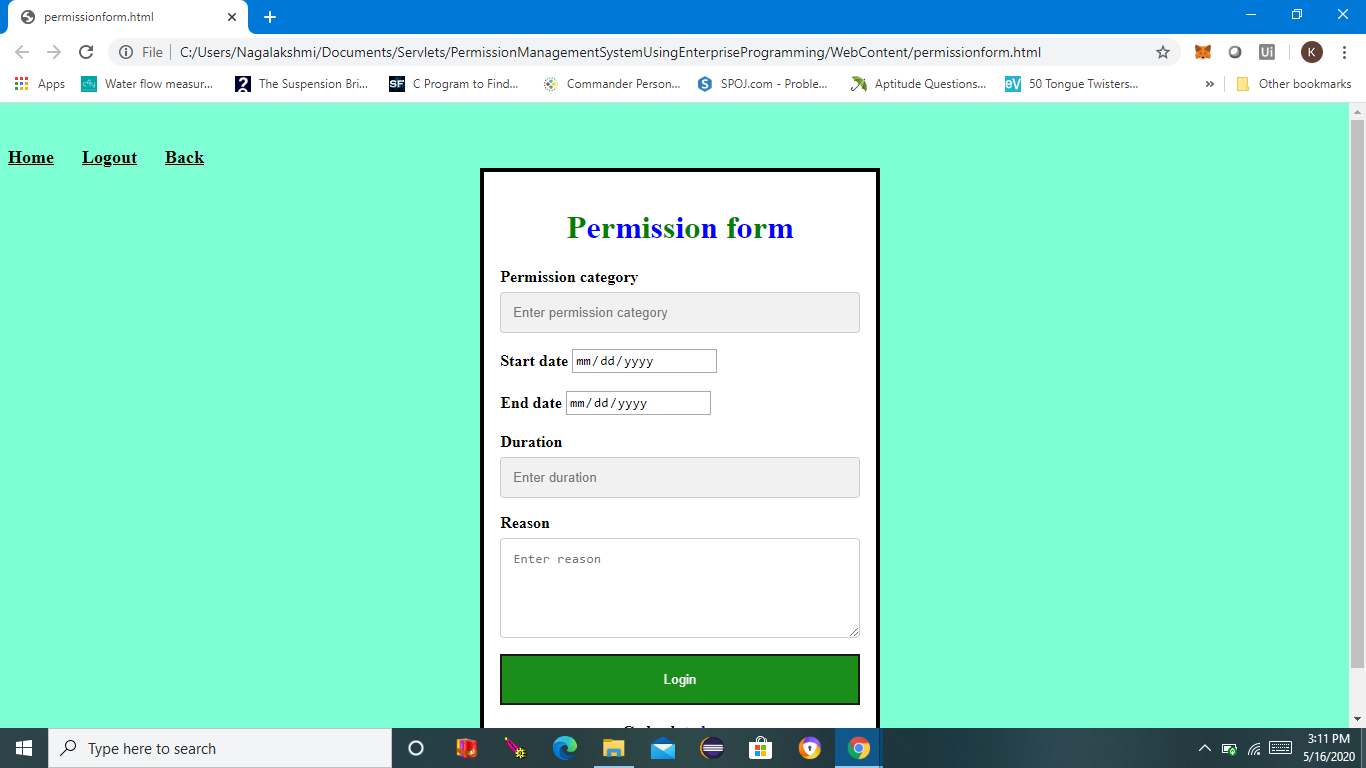 permissionform.html
File C:/Users/Nagalakshmi/Documents/Servlets/PermissionManagementSystemUsingEnterpriseProgramming/WebContent/permissionform.html
Ui
K
Apps Water flow measur... The Suspension Bri... SF C Program to Find... Commander Person... S SPOJ.com - Proble... Aptitude Questions... eV 50 Tongue Twisters... » Other bookmarks
Home Logout Back
Permission form
Permission category
Enter permission category
Start date mm/dd/yyyy
End date mm/dd/yyyy
Duration
Enter duration
Reason
Enter reason
Login
Type here to search
3:11 PM
5/16/2020